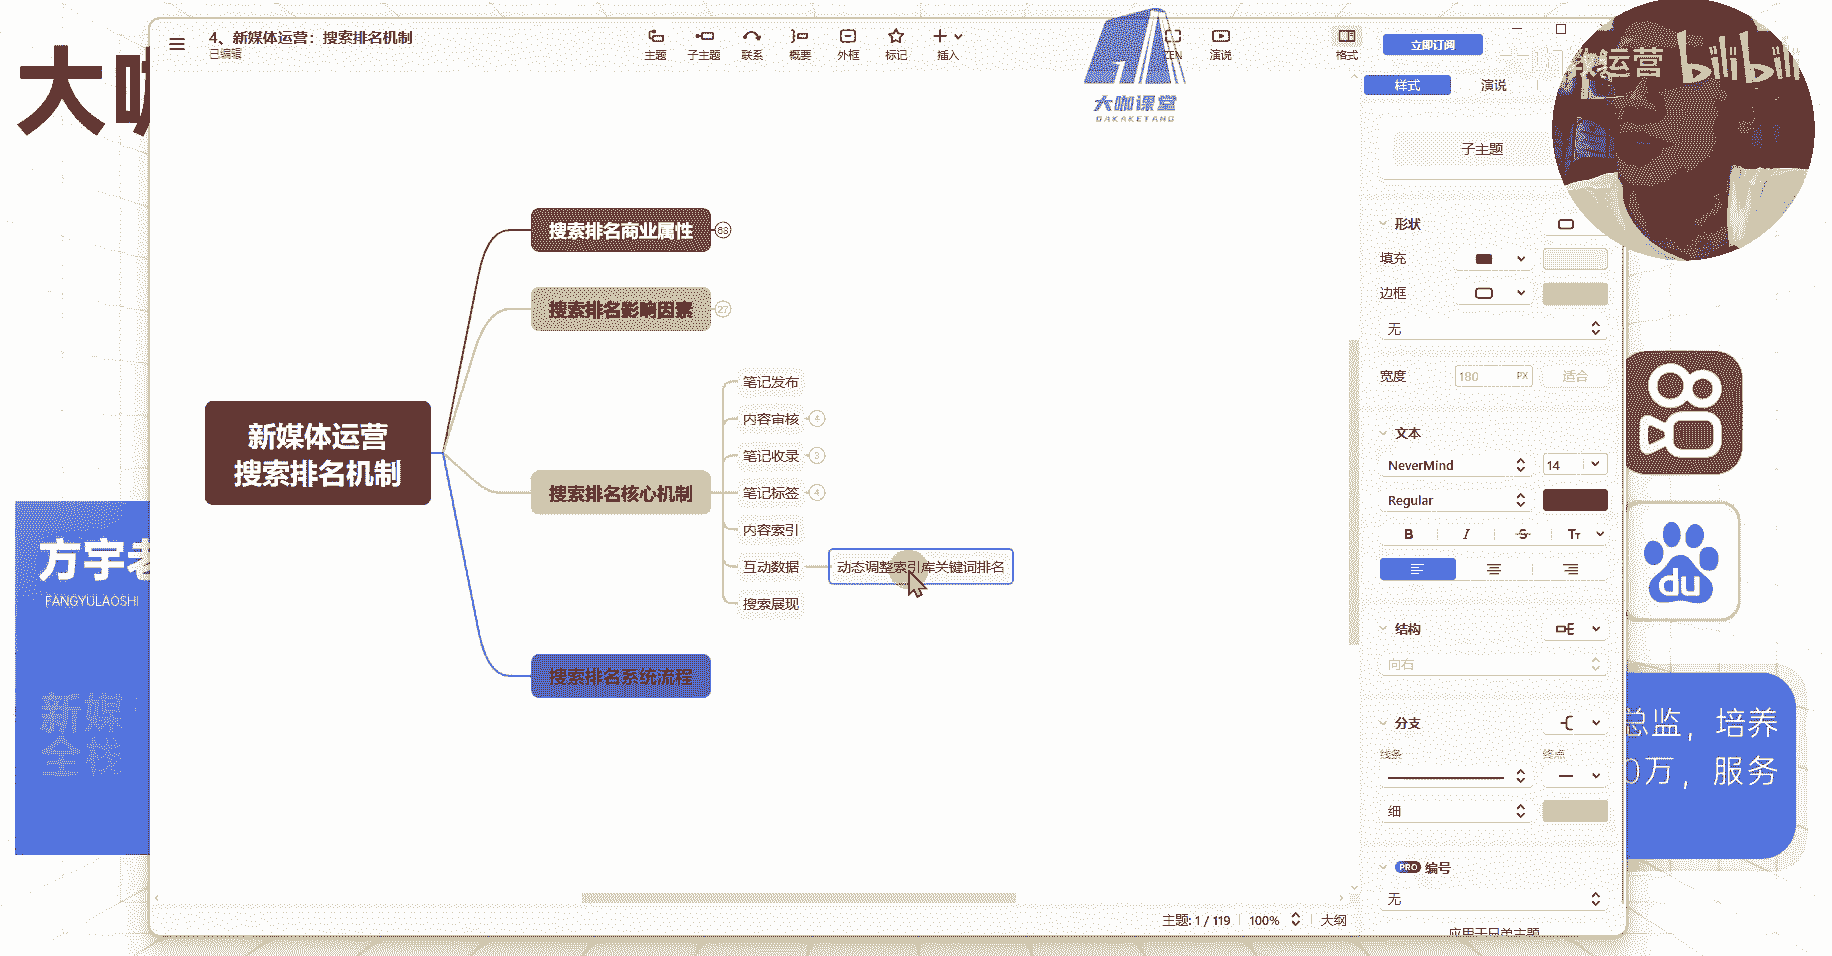 4、新媒体运营：搜索排名机制
已编辑
主题
子主题
联系
概要
外框
标记
插入
ZEN
演说
格式
立即订阅
运营 bilibili
大咖课堂
DAKAKETANG
样式
演说
子主题
形状
填充
边框
无
宽度
180 PX
适合
文本
NeverMind
14
Regular
B I S Tт
结构
向右
分支
线条
终点
细
PRO 编号
无
应用于兄弟主题
搜索排名商业属性 68
搜索排名影响因素 27
新媒体运营
搜索排名机制
搜索排名核心机制
笔记发布
内容审核 4
笔记收录 3
笔记标签 4
内容索引
互动数据
动态调整索引库关键词排名
搜索展现
搜索排名系统流程
主题: 1 / 119
100%
大纲
大咖
方宇老
FANGYULAOSHI
新媒
全栈
du
总监，培养
0万，服务